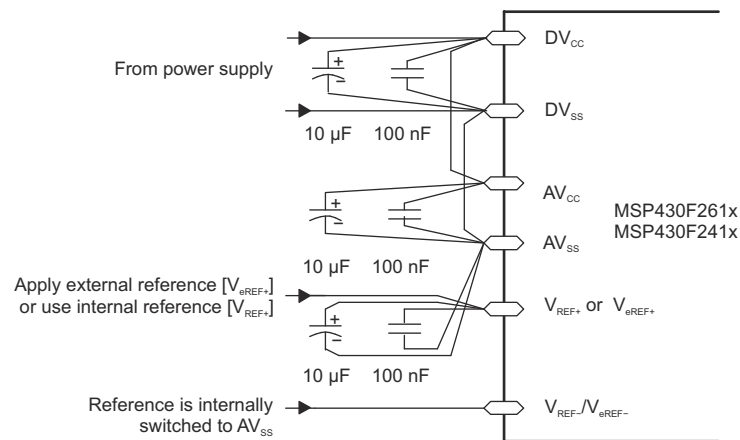 DVCC
From power supply
+
−
DVSS
10 µF 100 nF
AVCC
MSP430F261x
MSP430F241x
+
−
AVSS
10 µF 100 nF
Apply external reference [VeREF+]
or use internal reference [VREF+]
VREF+ or VeREF+
+
−
10 µF 100 nF
Reference is internally
switched to AVSS
VREF−/VeREF−